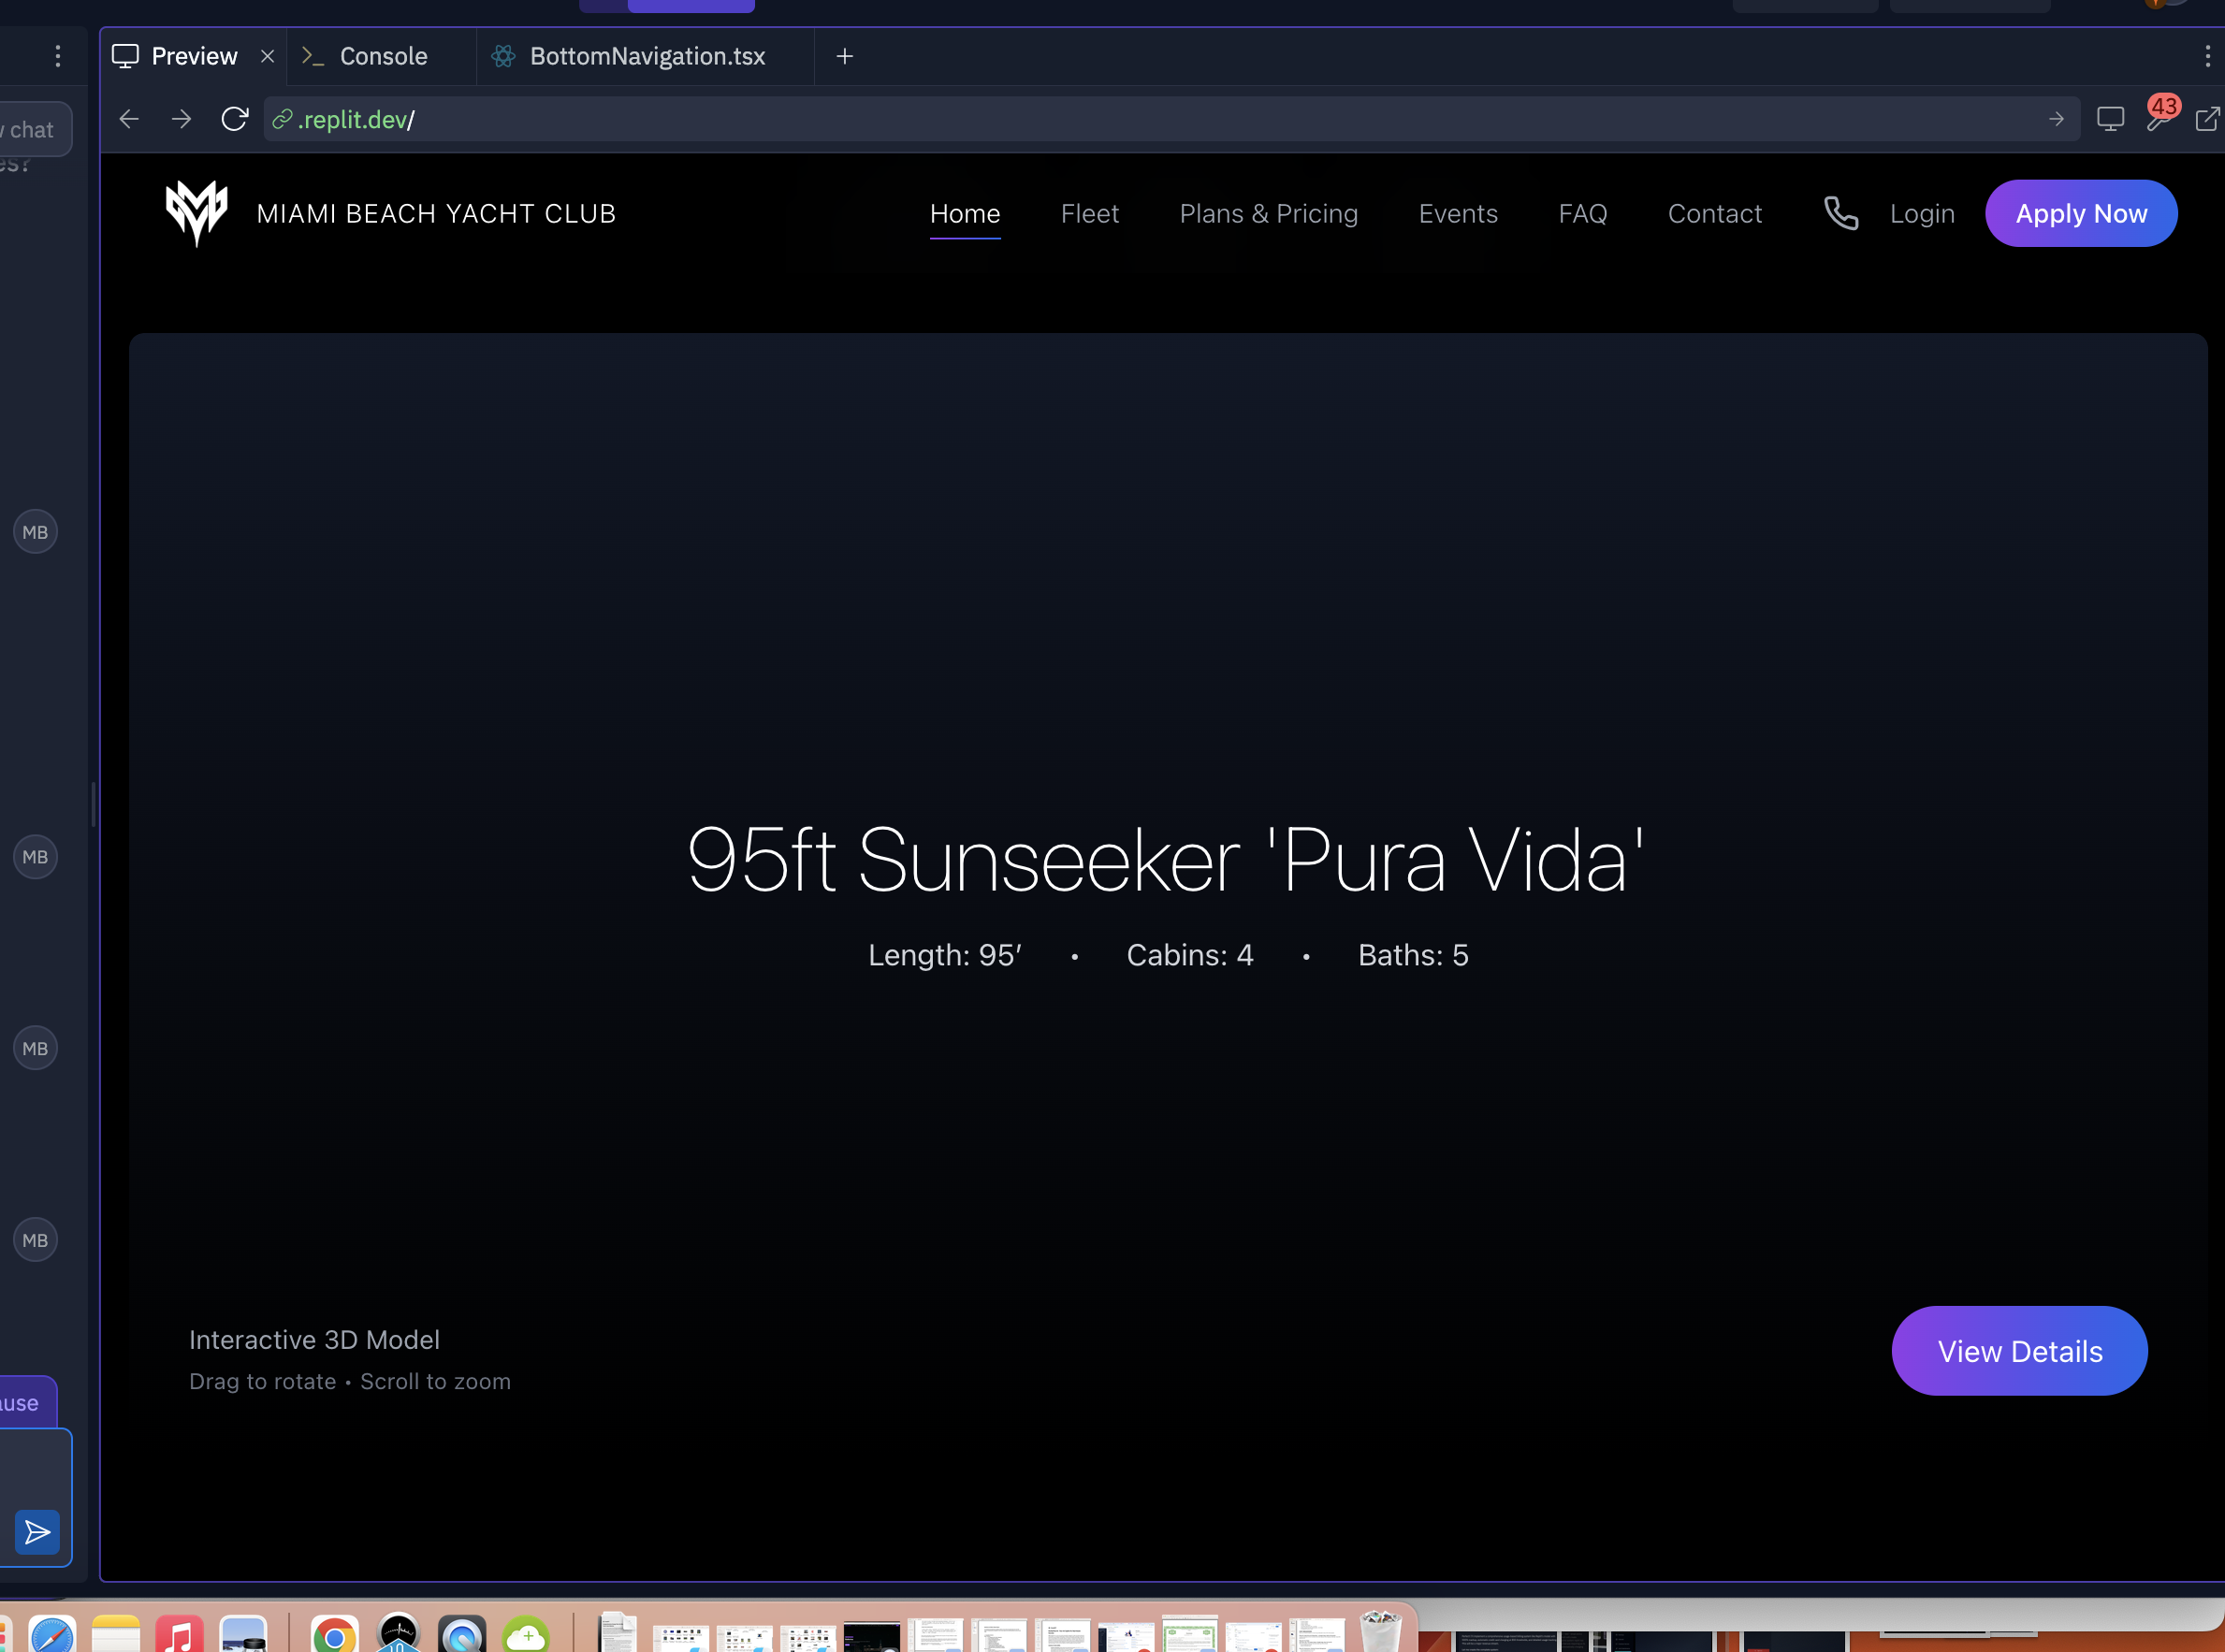 Preview
Console
BottomNavigation.tsx
chat
.replit.dev/
43
es?
MIAMI BEACH YACHT CLUB
Home
Fleet
Plans & Pricing
Events
FAQ
Contact
Login
Apply Now
MB
MB
MB
MB
95ft Sunseeker 'Pura Vida'
Length: 95′ • Cabins: 4 • Baths: 5
Interactive 3D Model
Drag to rotate • Scroll to zoom
View Details
use